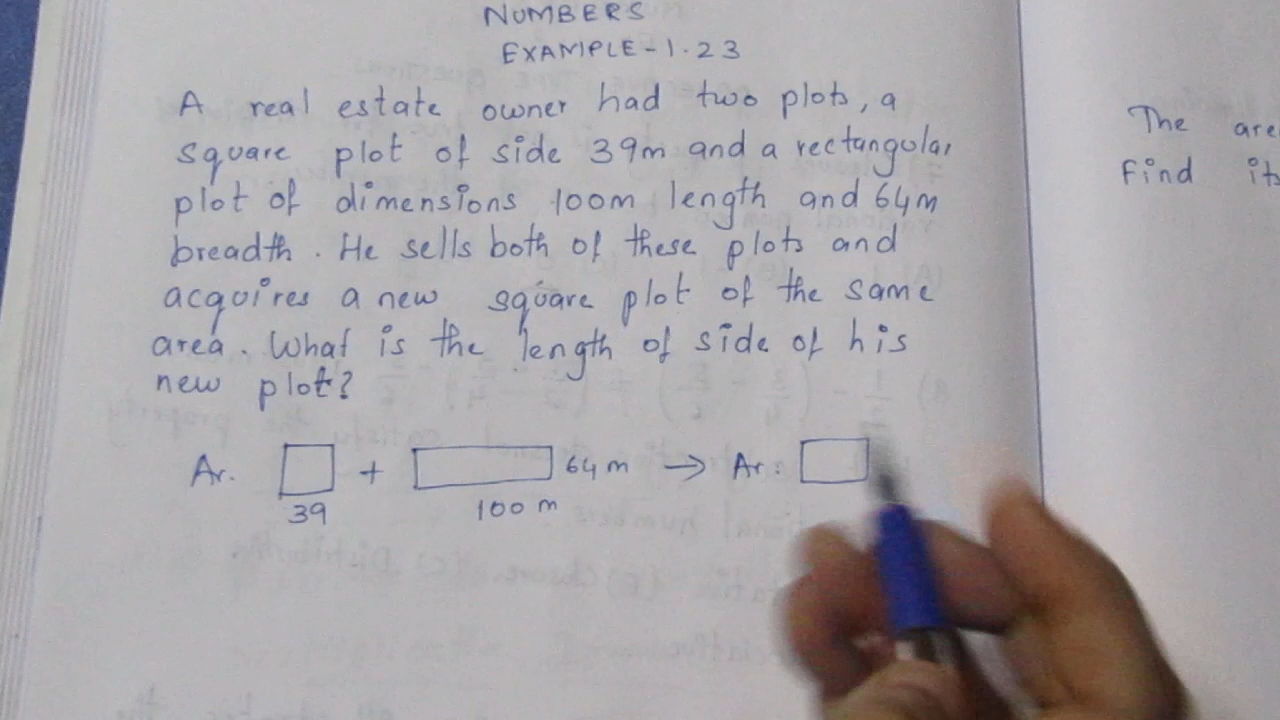 NUMBERS
EXAMPLE-1.23
A real estate owner had two plots, a
square plot of side 39m and a rectangular
plot of dimensions 100m length and 64m
breadth. He sells both of these plots and
acquires a new square plot of the same
area. What is the length of side of his
new plot?
Ar. + 64 m → Ar:
39 100 m
The are
Find its